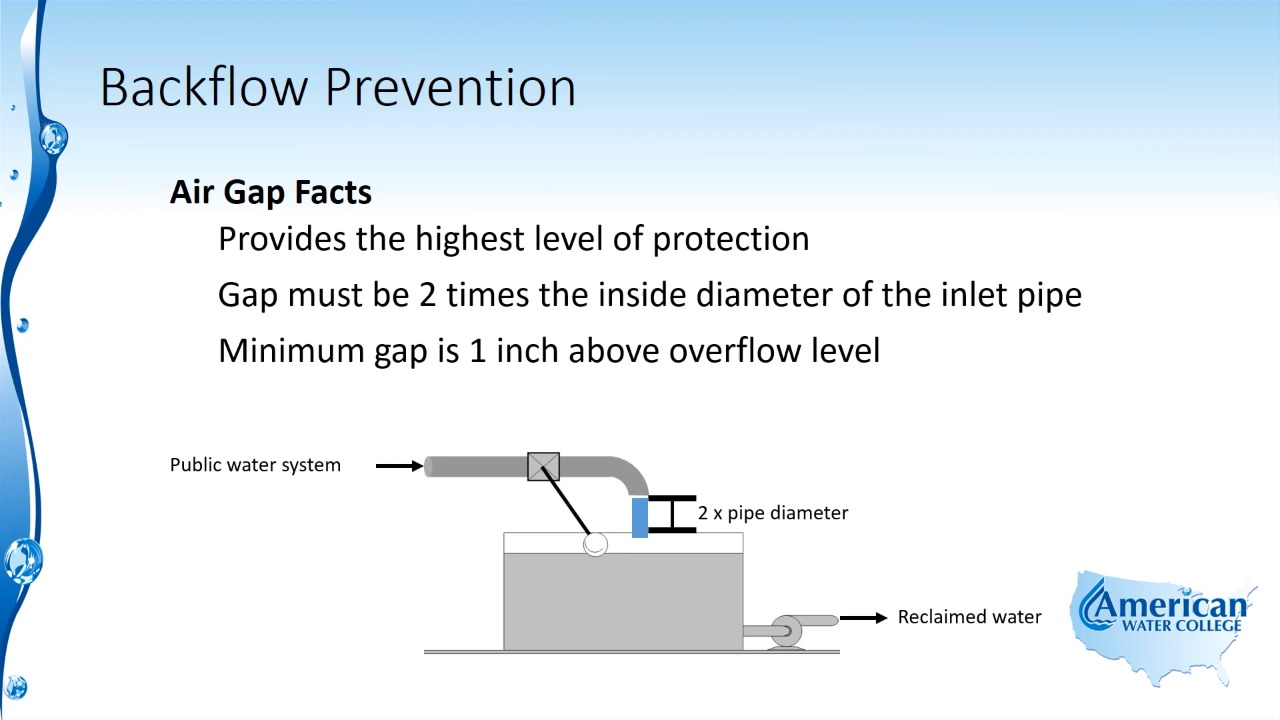 Backflow Prevention
Air Gap Facts
Provides the highest level of protection
Gap must be 2 times the inside diameter of the inlet pipe
Minimum gap is 1 inch above overflow level
Public water system
2 x pipe diameter
Reclaimed water
American
WATER COLLEGE